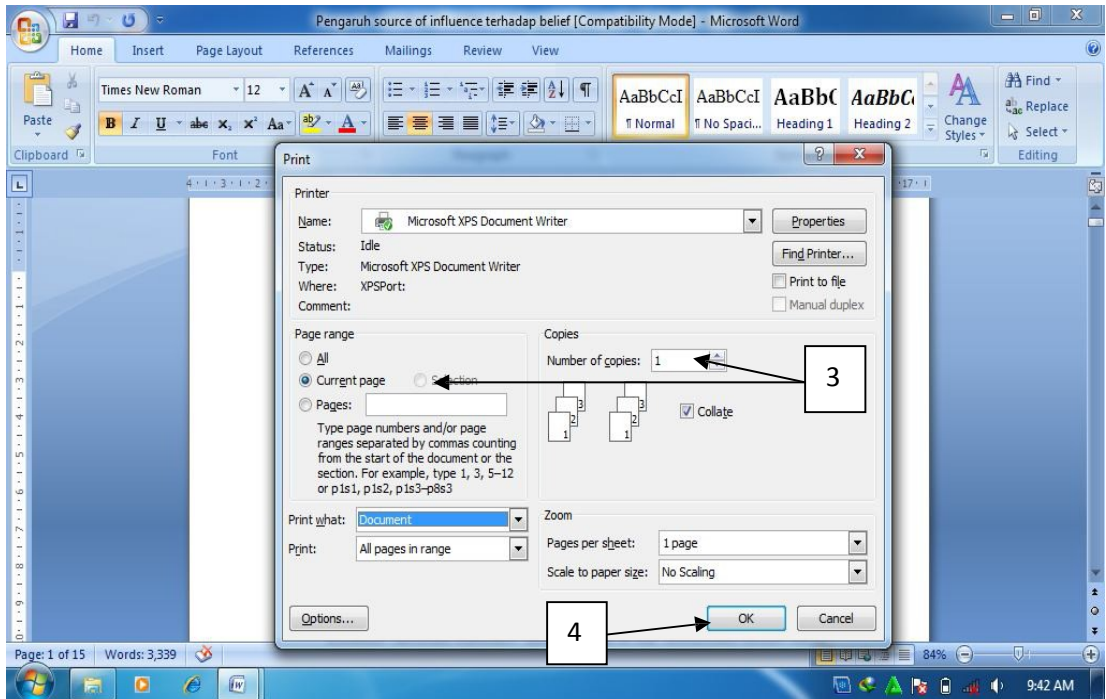 Pengaruh source of influence terhadap belief [Compatibility Mode] - Microsoft Word
Home Insert Page Layout References Mailings Review View
Paste
Clipboard
Times New Roman 12
Font
AaBbCcI AaBbCcI AaBbC AaBbC
¶ Normal ¶ No Spaci... Heading 1 Heading 2
Change Styles
Find
Replace
Select
Editing
Print
Printer
Name: Microsoft XPS Document Writer
Properties
Status: Idle
Find Printer...
Type: Microsoft XPS Document Writer
Where: XPSPort:
Print to file
Comment:
Manual duplex
Page range
All
Current page Selection
Pages:
Type page numbers and/or page
ranges separated by commas counting
from the start of the document or the
section. For example, type 1, 3, 5–12
or p1s1, p1s2, p1s3–p8s3
Copies
Number of copies: 1
3
Collate
Print what: Document
Print: All pages in range
Zoom
Pages per sheet: 1 page
Scale to paper size: No Scaling
Options...
4
OK Cancel
Page: 1 of 15 Words: 3,339
84%
9:42 AM